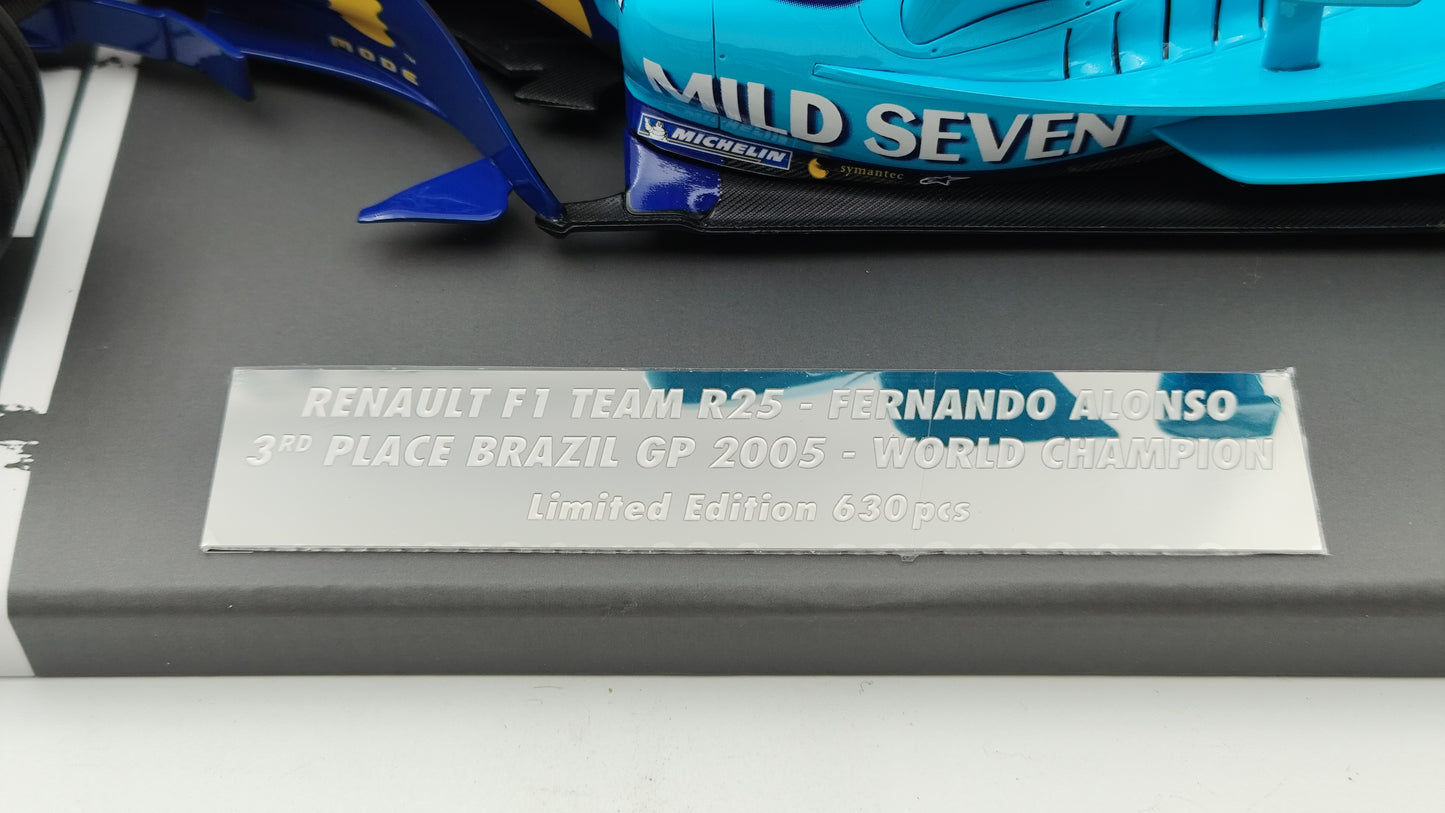 MODE
MILD SEVEN
MICHELIN
symantec
RENAULT F1 TEAM R25 - FERNANDO ALONSO
3RD PLACE BRAZIL GP 2005 - WORLD CHAMPION
Limited Edition 630pcs